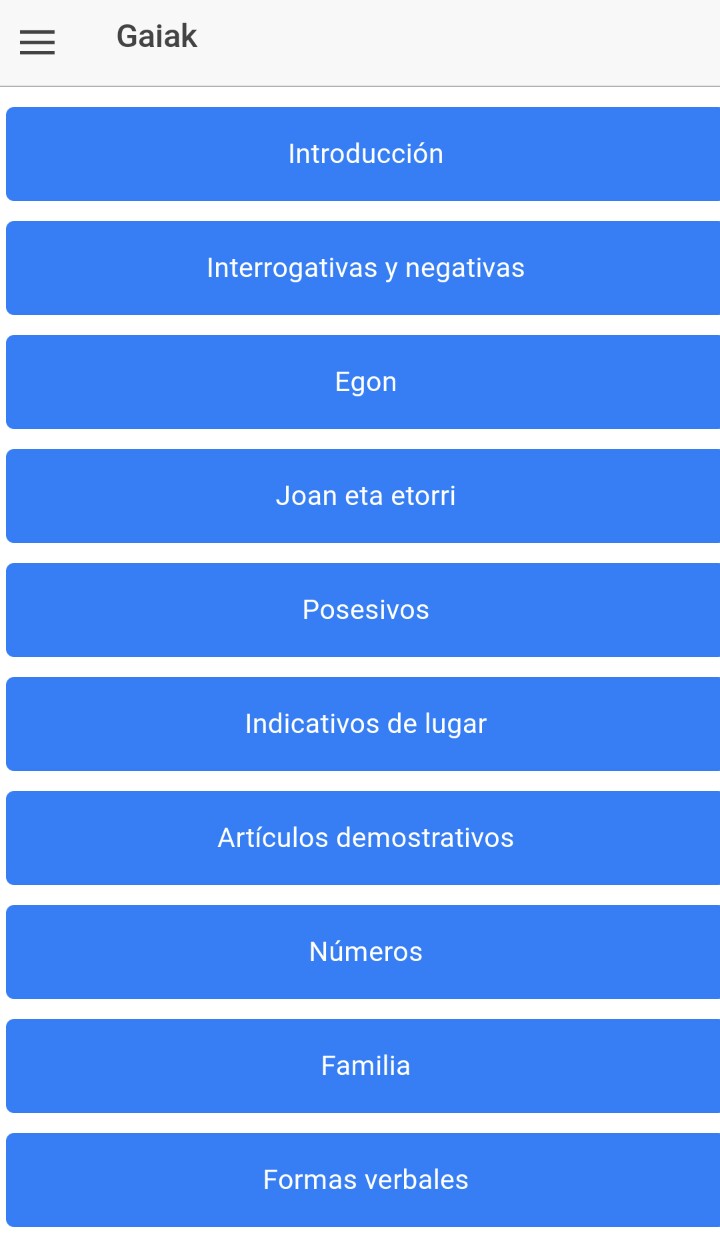 Gaiak
Introducción
Interrogativas y negativas
Egon
Joan eta etorri
Posesivos
Indicativos de lugar
Artículos demostrativos
Números
Familia
Formas verbales